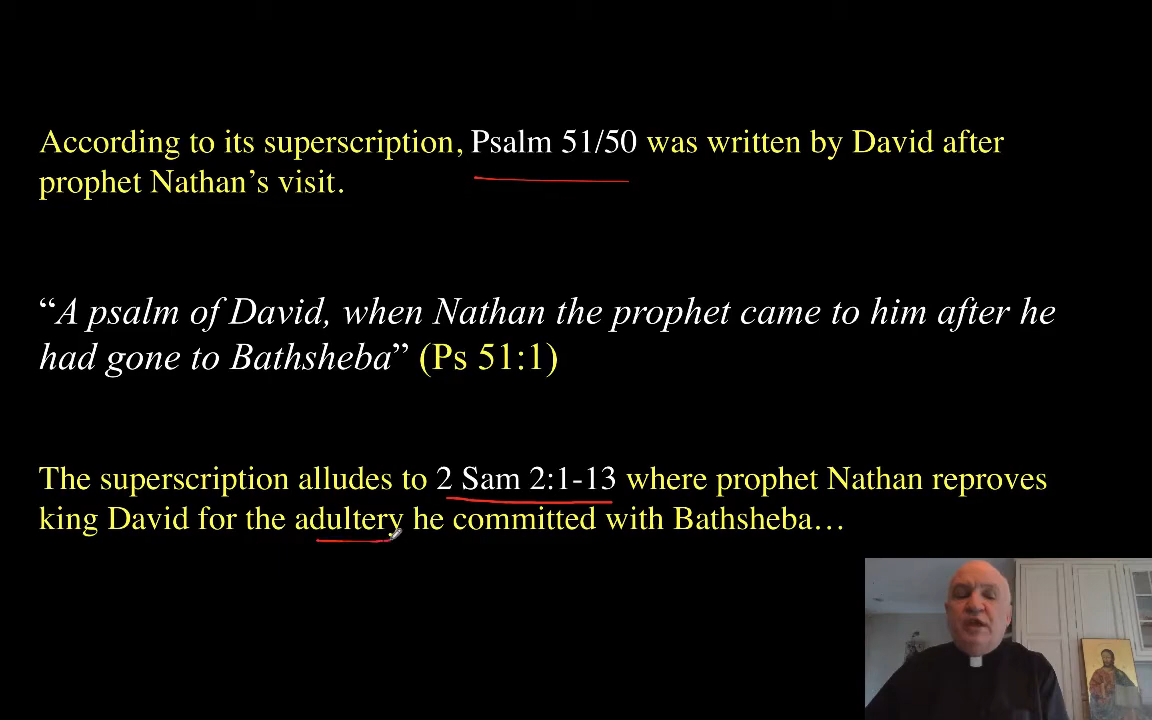 According to its superscription, Psalm 51/50 was written by David after
prophet Nathan’s visit.
“A psalm of David, when Nathan the prophet came to him after he
had gone to Bathsheba” (Ps 51:1)
The superscription alludes to 2 Sam 2:1-13 where prophet Nathan reproves
king David for the adultery he committed with Bathsheba…